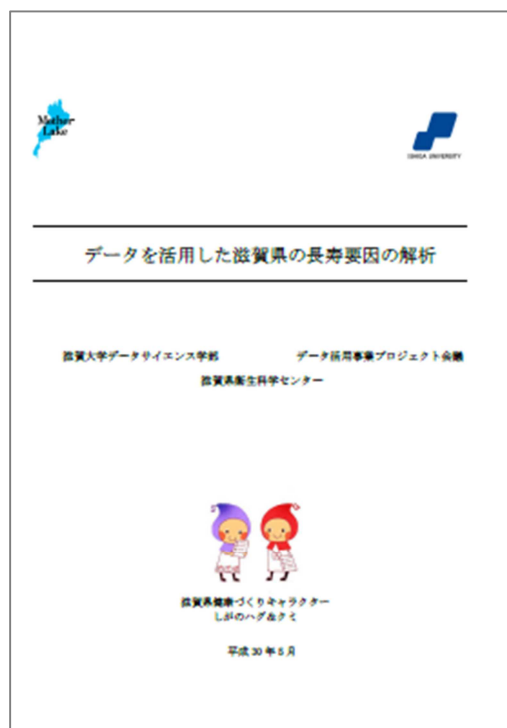 Mother
Lake
SHIGA UNIVERSITY
データを活用した滋賀県の長寿要因の解析
滋賀大学データサイエンス学部 データ活用事業プロジェクト会議
滋賀県衛生科学センター
滋賀県健康づくりキャラクター
しがのハグ&クミ
平成 30 年 5 月